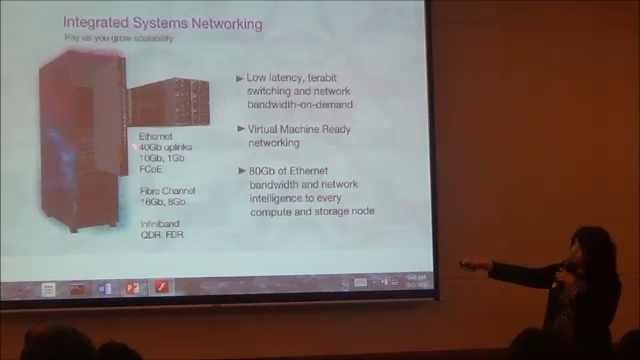 Integrated Systems Networking
Pay as you grow scalability
Ethernet
40Gb uplinks
10Gb, 1Gb
FCoE
Fibre Channel
16Gb, 8Gb
Infiniband
QDR, FDR
Low latency, terabit
switching and network
bandwidth-on-demand
Virtual Machine Ready
networking
80Gb of Ethernet
bandwidth and network
intelligence to every
compute and storage node